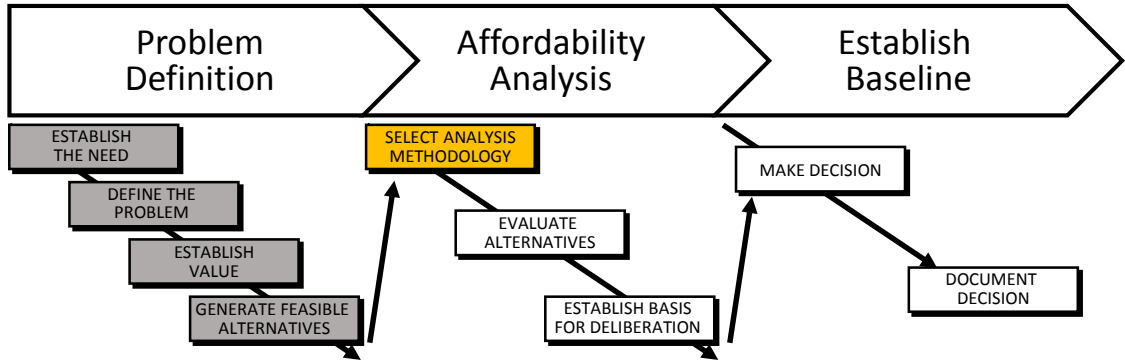 Problem
Definition
Affordability
Analysis
Establish
Baseline
ESTABLISH
THE NEED
DEFINE THE
PROBLEM
ESTABLISH
VALUE
GENERATE FEASIBLE
ALTERNATIVES
SELECT ANALYSIS
METHODOLOGY
EVALUATE
ALTERNATIVES
ESTABLISH BASIS
FOR DELIBERATION
MAKE DECISION
DOCUMENT
DECISION